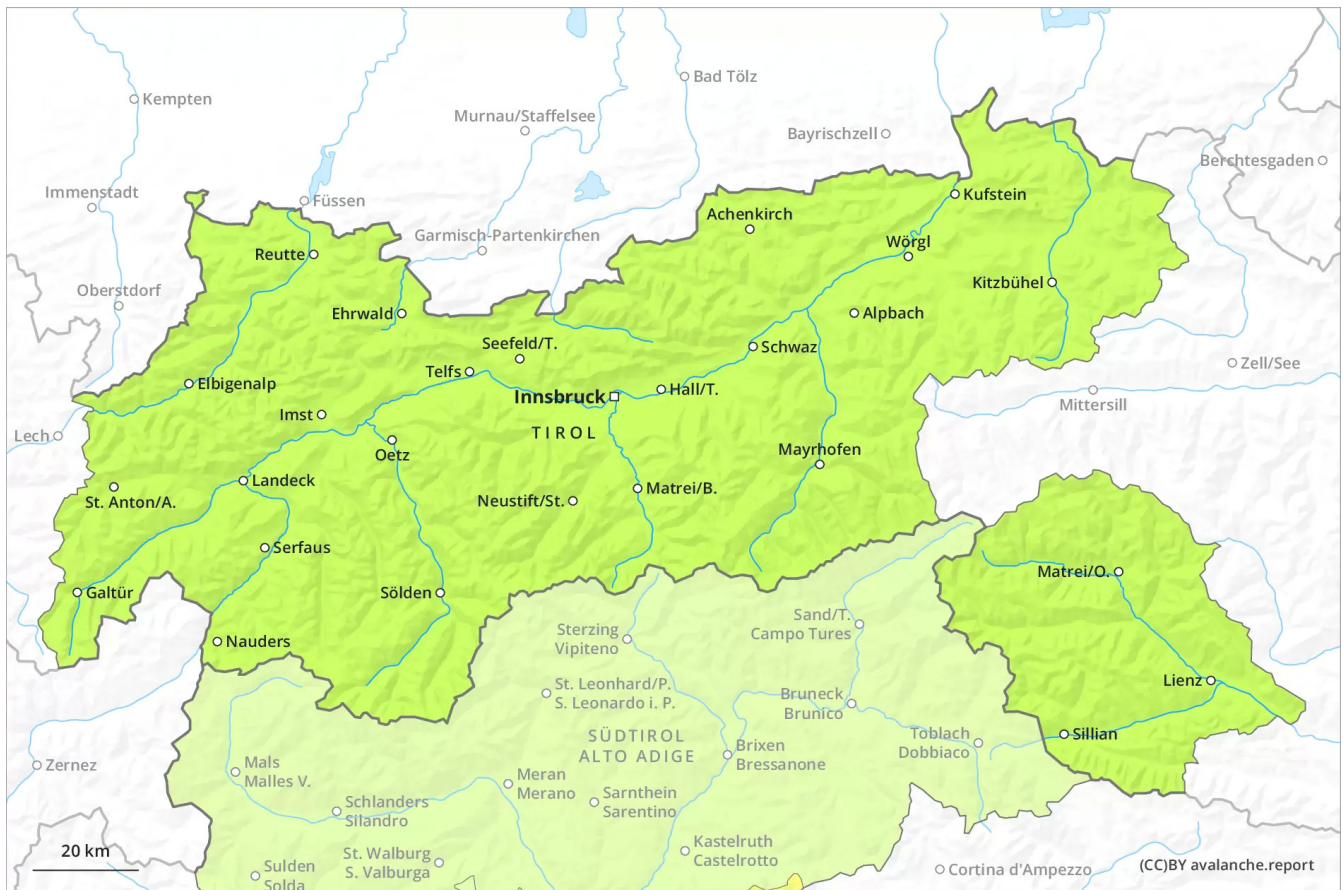 Bad Tölz
Kempten
Murnau/Staffelsee
Bayrischzell
Berchtesgaden
Immenstadt
Füssen
Kufstein
Achenkirch
Garmisch-Partenkirchen
Wörgl
Reutte
Kitzbühel
Oberstdorf
Ehrwald
Alpbach
Seefeld/T.
Schwaz
Zell/See
Telfs
Elbigenalp
Hall/T.
Innsbruck
Mittersill
Imst
TIROL
Lech
Oetz
Mayrhofen
Landeck
Matrei/B.
St. Anton/A.
Neustift/St.
Serfaus
Matrei/O.
Galtür
Sölden
Sand/T.
Campo Tures
Sterzing
Vipiteno
Nauders
Lienz
St. Leonhard/P.
S. Leonardo i. P.
Bruneck
Brunico
Sillian
SÜDTIROL
ALTO ADIGE
Toblach
Dobbiaco
Brixen
Bressanone
Zernez
Mals
Malles V.
Meran
Merano
Sarnthein
Sarentino
Schlanders
Silandro
Kastelruth
Castelrotto
20 km
St. Walburg
S. Valburga
Sulden
Solda
Cortina d'Ampezzo
(CC)BY avalanche.report